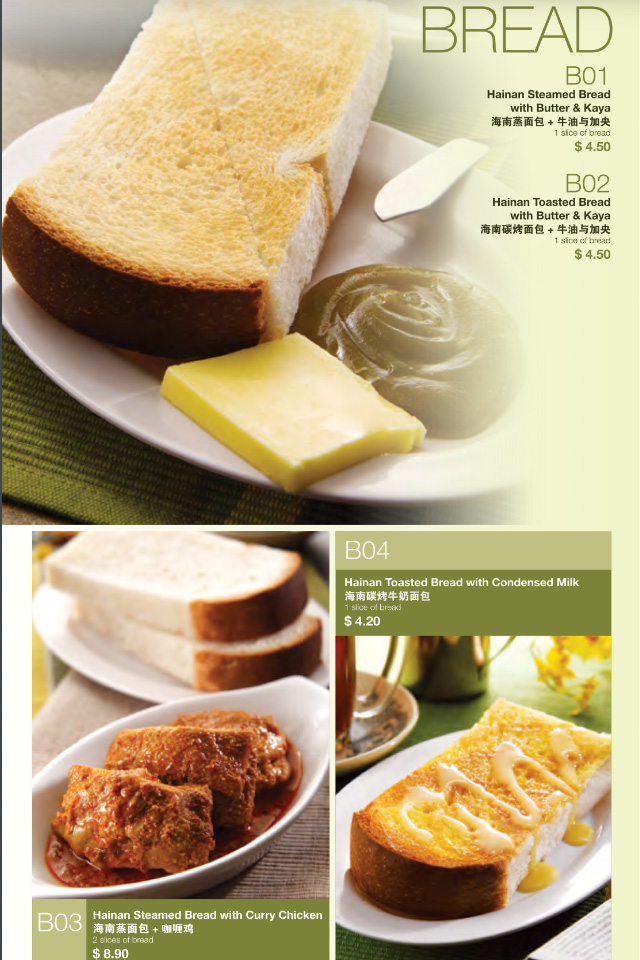 BREAD
B01
Hainan Steamed Bread
with Butter & Kaya
海南蒸面包 + 牛油与加央
1 slice of bread
$ 4.50
B02
Hainan Toasted Bread
with Butter & Kaya
海南碳烤面包 + 牛油与加央
1 slice of bread
$ 4.50
B04
Hainan Toasted Bread with Condensed Milk
海南碳烤牛奶面包
1 slice of bread
$ 4.20
B03
Hainan Steamed Bread with Curry Chicken
海南蒸面包 + 咖喱鸡
2 slices of bread
$ 8.90